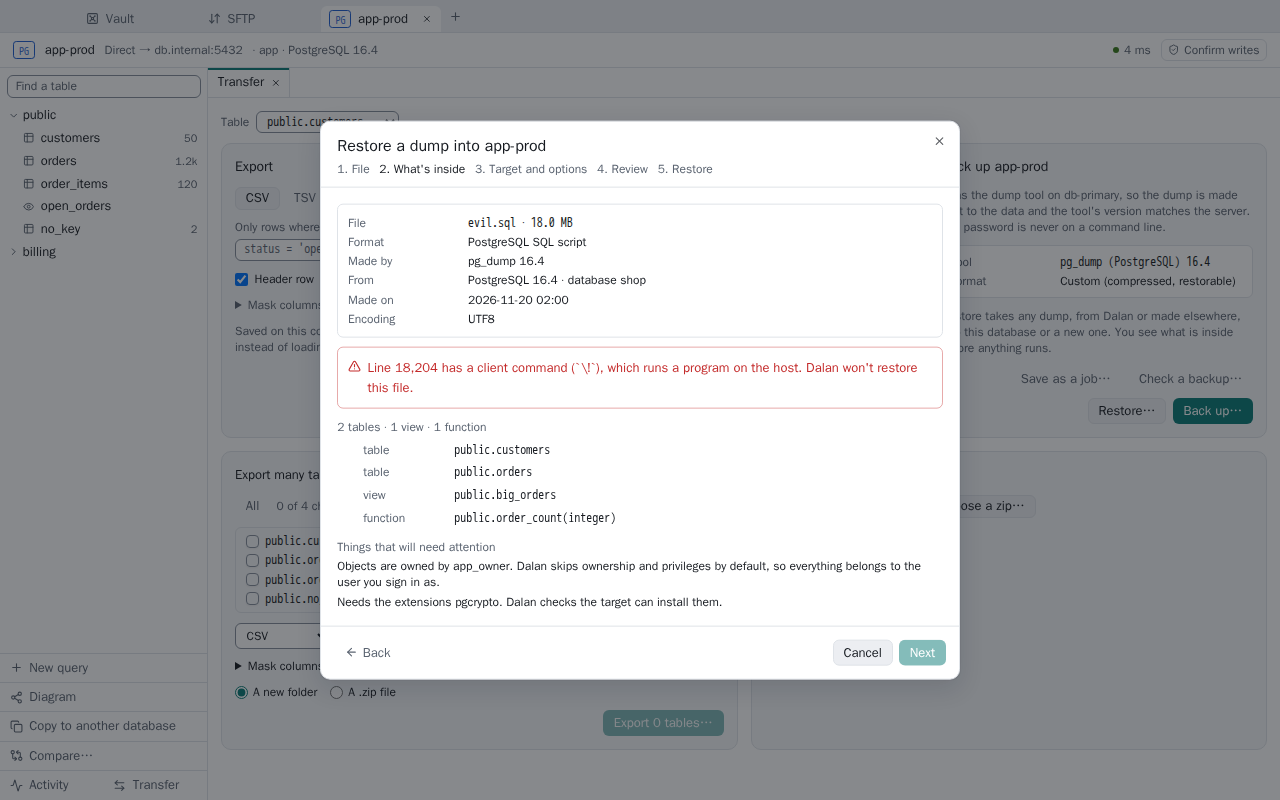 Vault
SFTP
PG app-prod
PG app-prod Direct → db.internal:5432 · app · PostgreSQL 16.4
4 ms
Confirm writes
Find a table
public
customers 50
orders 1.2k
order_items 120
open_orders
no_key 2
billing
New query
Diagram
Copy to another database
Compare···
Activity
Transfer
Transfer
Table public.customers
Export
CSV TSV
Only rows where
status = 'ope
Header row
Mask columns
Saved on this co
instead of loadin
Export many ta
All 0 of 4 ch
public.cu
public.or
public.or
public.no
CSV
Mask columns
A new folder
A .zip file
Export 0 tables···
Restore a dump into app-prod
1. File 2. What's inside 3. Target and options 4. Review 5. Restore
File evil.sql · 18.0 MB
Format PostgreSQL SQL script
Made by pg_dump 16.4
From PostgreSQL 16.4 · database shop
Made on 2026-11-20 02:00
Encoding UTF8
Line 18,204 has a client command (`\!`), which runs a program on the host. Dalan won't restore
this file.
2 tables · 1 view · 1 function
table public.customers
table public.orders
view public.big_orders
function public.order_count(integer)
Things that will need attention
Objects are owned by app_owner. Dalan skips ownership and privileges by default, so everything belongs to the
user you sign in as.
Needs the extensions pgcrypto. Dalan checks the target can install them.
Back
Cancel
Next
ck up app-prod
s the dump tool on db-primary, so the dump is made
t to the data and the tool's version matches the server.
password is never on a command line.
ool pg_dump (PostgreSQL) 16.4
ormat Custom (compressed, restorable)
store takes any dump, from Dalan or made elsewhere,
this database or a new one. You see what is inside
ore anything runs.
Save as a job···
Check a backup···
Restore···
Back up···
ose a zip···